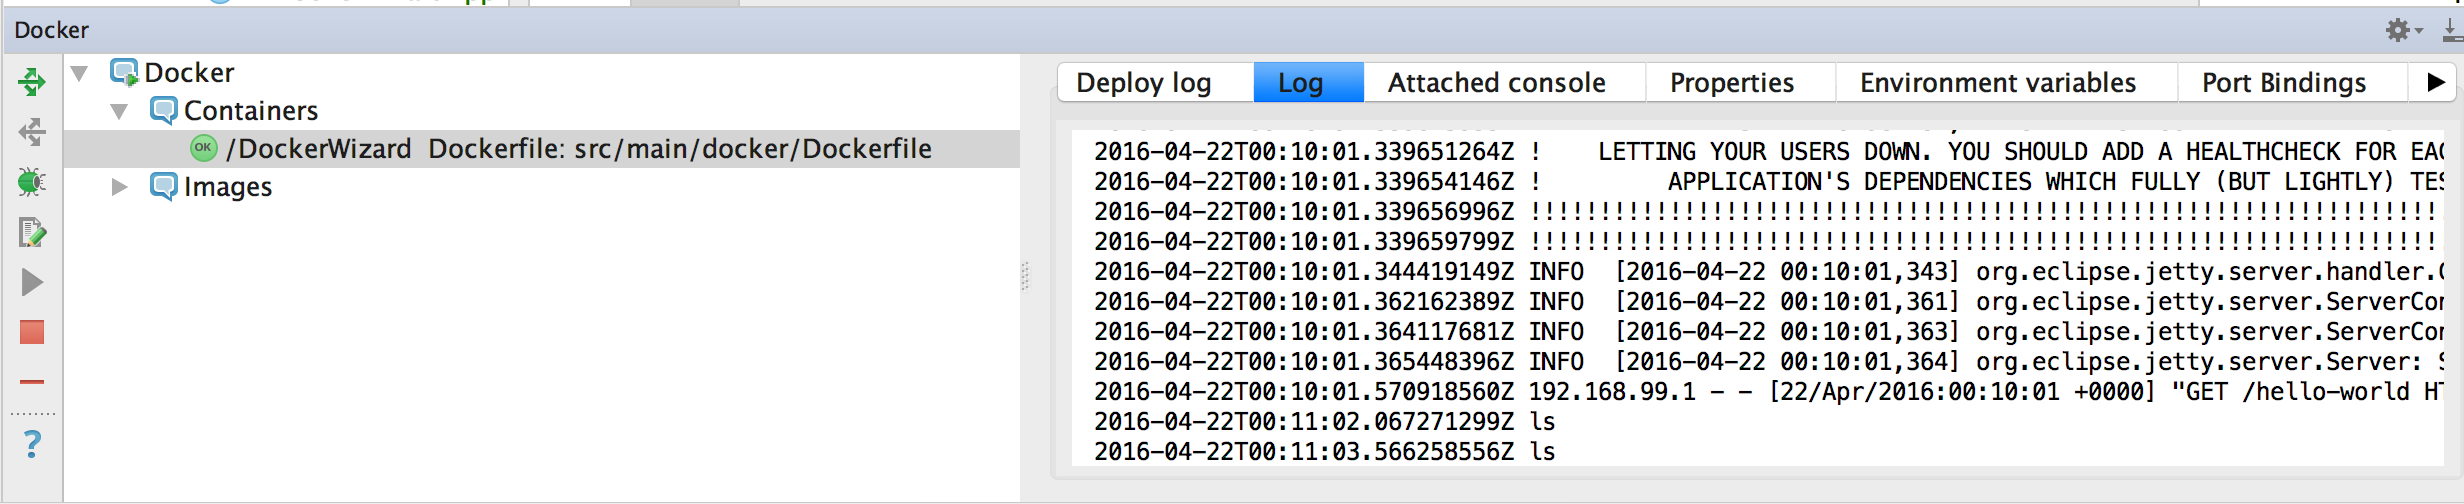 Docker
Docker
Containers
OK /DockerWizard Dockerfile: src/main/docker/Dockerfile
Images
?
Deploy log Log Attached console Properties Environment variables Port Bindings
2016-04-22T00:10:01.339651264Z ! LETTING YOUR USERS DOWN. YOU SHOULD ADD A HEALTHCHECK FOR EAC
2016-04-22T00:10:01.339654146Z ! APPLICATION'S DEPENDENCIES WHICH FULLY (BUT LIGHTLY) TES
2016-04-22T00:10:01.339656996Z !!!!!!!!!!!!!!!!!!!!!!!!!!!!!!!!!!!!!!!!!!!!!!!!!!!!!!!!!!!!!!!!!!
2016-04-22T00:10:01.339659799Z !!!!!!!!!!!!!!!!!!!!!!!!!!!!!!!!!!!!!!!!!!!!!!!!!!!!!!!!!!!!!!!!!!
2016-04-22T00:10:01.344419149Z INFO [2016-04-22 00:10:01,343] org.eclipse.jetty.server.handler.C
2016-04-22T00:10:01.362162389Z INFO [2016-04-22 00:10:01,361] org.eclipse.jetty.server.ServerCon
2016-04-22T00:10:01.364117681Z INFO [2016-04-22 00:10:01,363] org.eclipse.jetty.server.ServerCon
2016-04-22T00:10:01.365448396Z INFO [2016-04-22 00:10:01,364] org.eclipse.jetty.server.Server: S
2016-04-22T00:10:01.570918560Z 192.168.99.1 - - [22/Apr/2016:00:10:01 +0000] "GET /hello-world HT
2016-04-22T00:11:02.067271299Z ls
2016-04-22T00:11:03.566258556Z ls